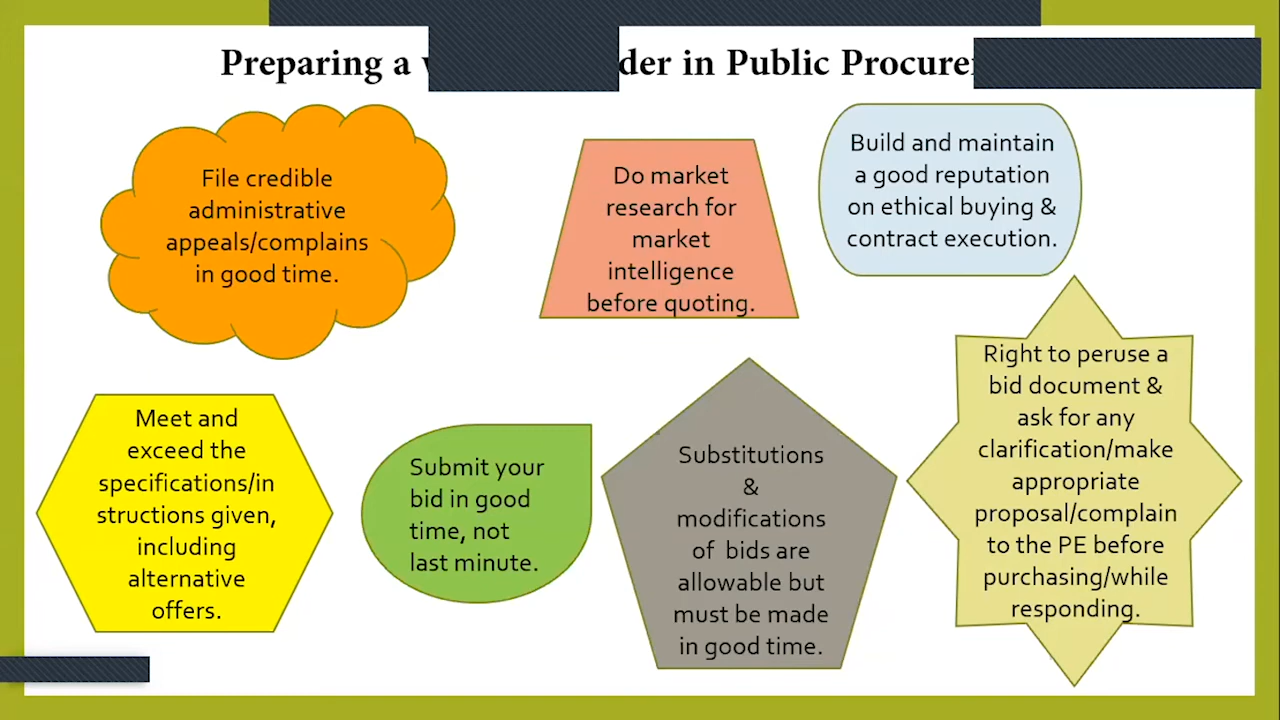 Preparing a
in Public
File credible
administrative
appeals/complains
in good time.
Do market
research for
market
intelligence
before quoting.
Build and maintain
a good reputation
on ethical buying &
contract execution.
Meet and
exceed the
specifications/in
structions given,
including
alternative
offers.
Submit your
bid in good
time, not
last minute.
Substitutions
&
modifications
of bids are
allowable but
must be made
in good time.
Right to peruse a
bid document &
ask for any
clarification/make
appropriate
proposal/complain
to the PE before
purchasing/while
responding.